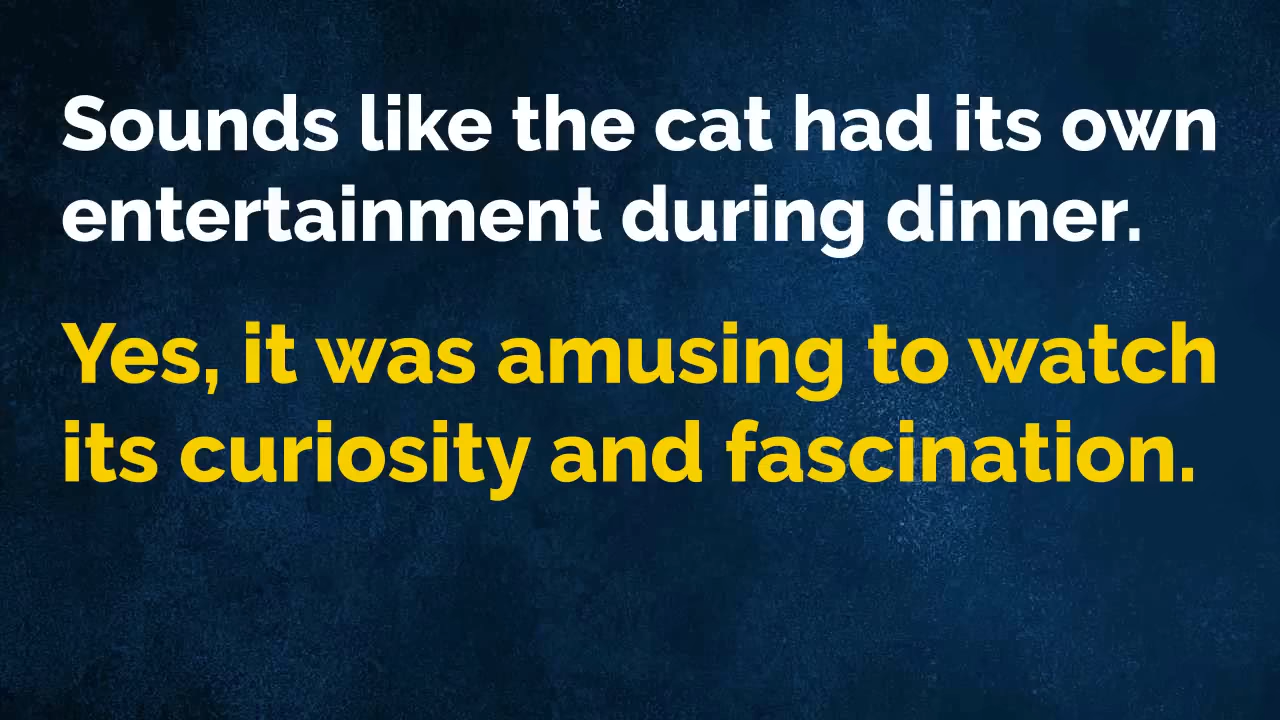 Sounds like the cat had its own
entertainment during dinner.
Yes, it was amusing to watch
its curiosity and fascination.